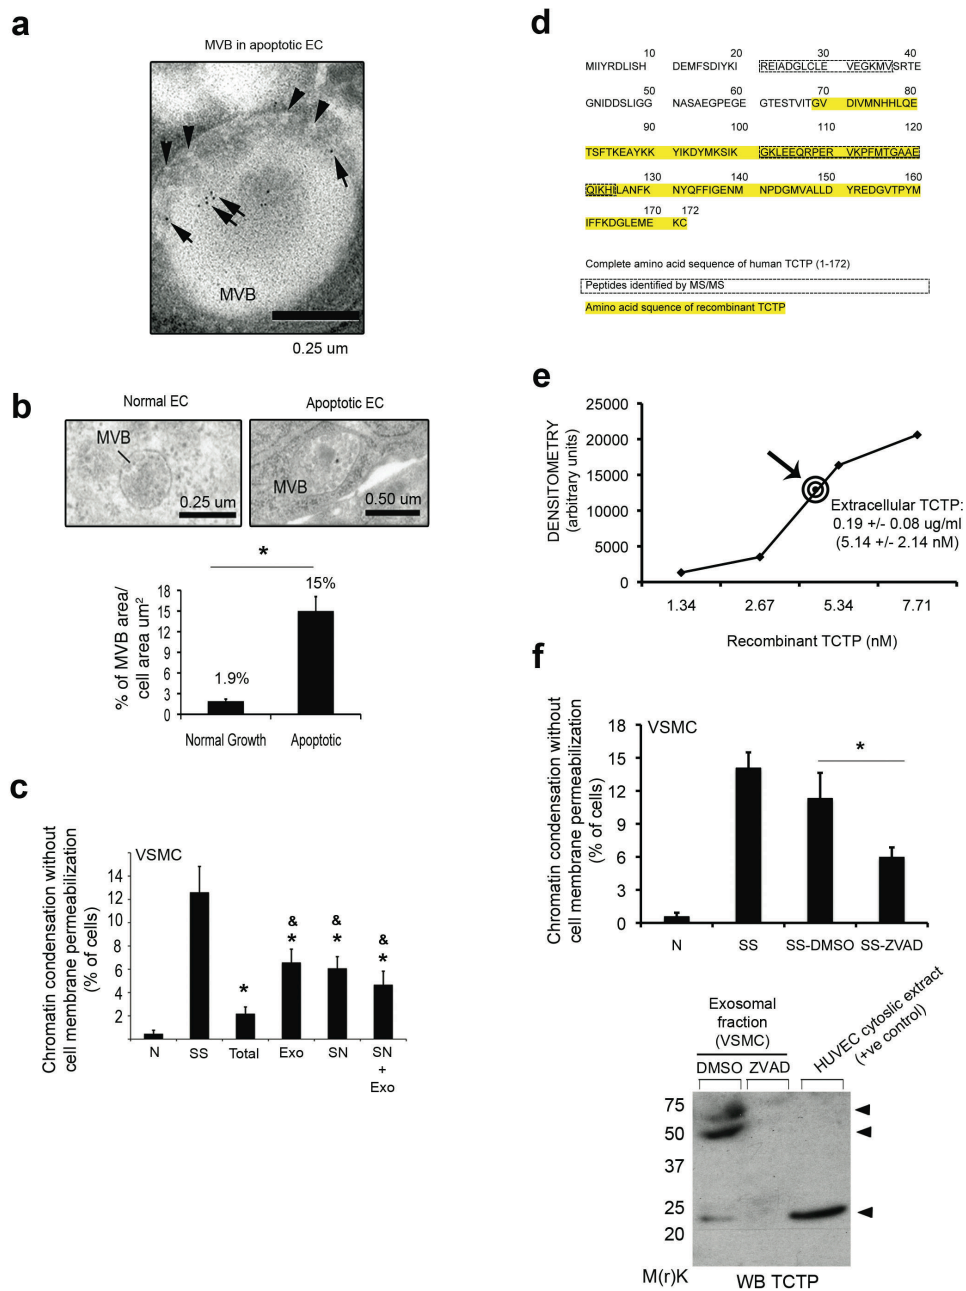 a
MVB in apoptotic EC
MVB
0.25 um
b
Normal EC
Apoptotic EC
MVB
0.25 um
MVB
0.50 um
*
% of MVB area/
cell area um²
18
15
12
9
6
3
0
1.9%
15%
Normal Growth
Apoptotic
c
Chromatin condensation without
cell membrane permeabilization
(% of cells)
VSMC
14
12
10
8
6
4
2
*
&
*
&
*
&
*
N
SS
Total
Exo
SN
SN
+
Exo
d
10 20 30 40
MIIYRDLISH DEMFSDIYKI REIADGLCLE VEGKMVSRTE
50 60 70 80
GNIDDSLIGG NASAEGPEGE GTESTVITGV DIVMNHHLQE
90 100 110 120
TSFTKEAYKK YIKDYMKSIK GKLEEQRPER VKPFMTGAAE
130 140 150 160
QIKHILANFK NYQFFIGENM NPDGMVALLD YREDGVTPYM
170 172
IFFKDGLEME KC
Complete amino acid sequence of human TCTP (1-172)
Peptides identified by MS/MS
Amino acid squence of recombinant TCTP
e
DENSITOMETRY
(arbitrary units)
25000
20000
15000
10000
5000
0
Extracellular TCTP:
0.19 +/- 0.08 ug/ml
(5.14 +/- 2.14 nM)
1.34
2.67
5.34
7.71
Recombinant TCTP (nM)
f
Chromatin condensation without
cell membrane permeabilization
(% of cells)
VSMC
18
15
12
9
6
3
0
*
N
SS
SS-DMSO
SS-ZVAD
Exosomal
fraction
(VSMC)
DMSO
ZVAD
HUVEC cytoslic extract
(+ve control)
75
50
37
25
20
M(r)K
WB TCTP